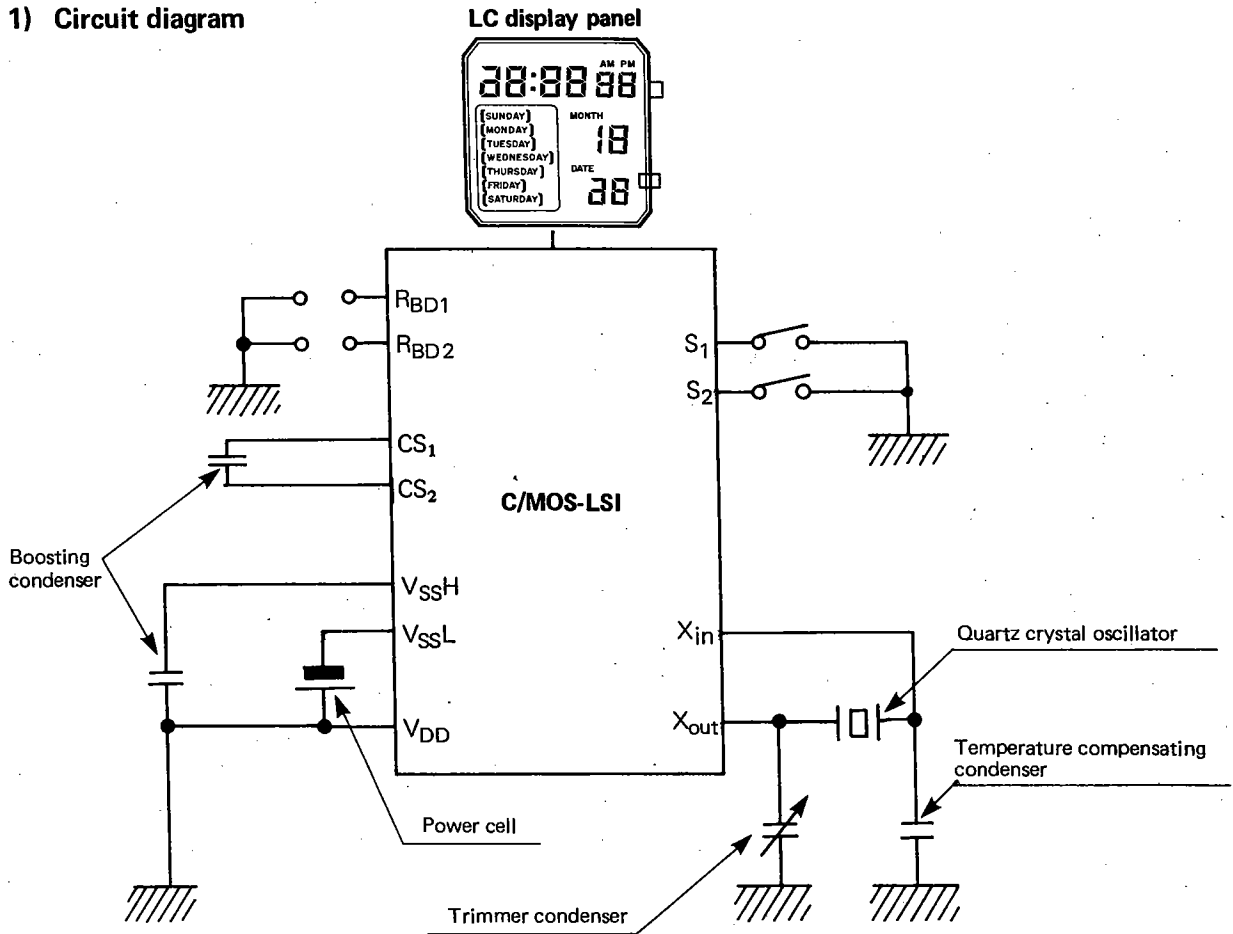 1) Circuit diagram
LC display panel
AM PM
88:88 88
[SUNDAY]
[MONDAY]
[TUESDAY]
[WEDNESDAY]
[THURSDAY]
[FRIDAY]
[SATURDAY]
MONTH
18
DATE
88
RBD1
RBD2
S1
S2
CS1
CS2
C/MOS-LSI
Boosting
condenser
VSSH
VSSL
VDD
Xin
Xout
Quartz crystal oscillator
Temperature compensating
condenser
Power cell
Trimmer condenser